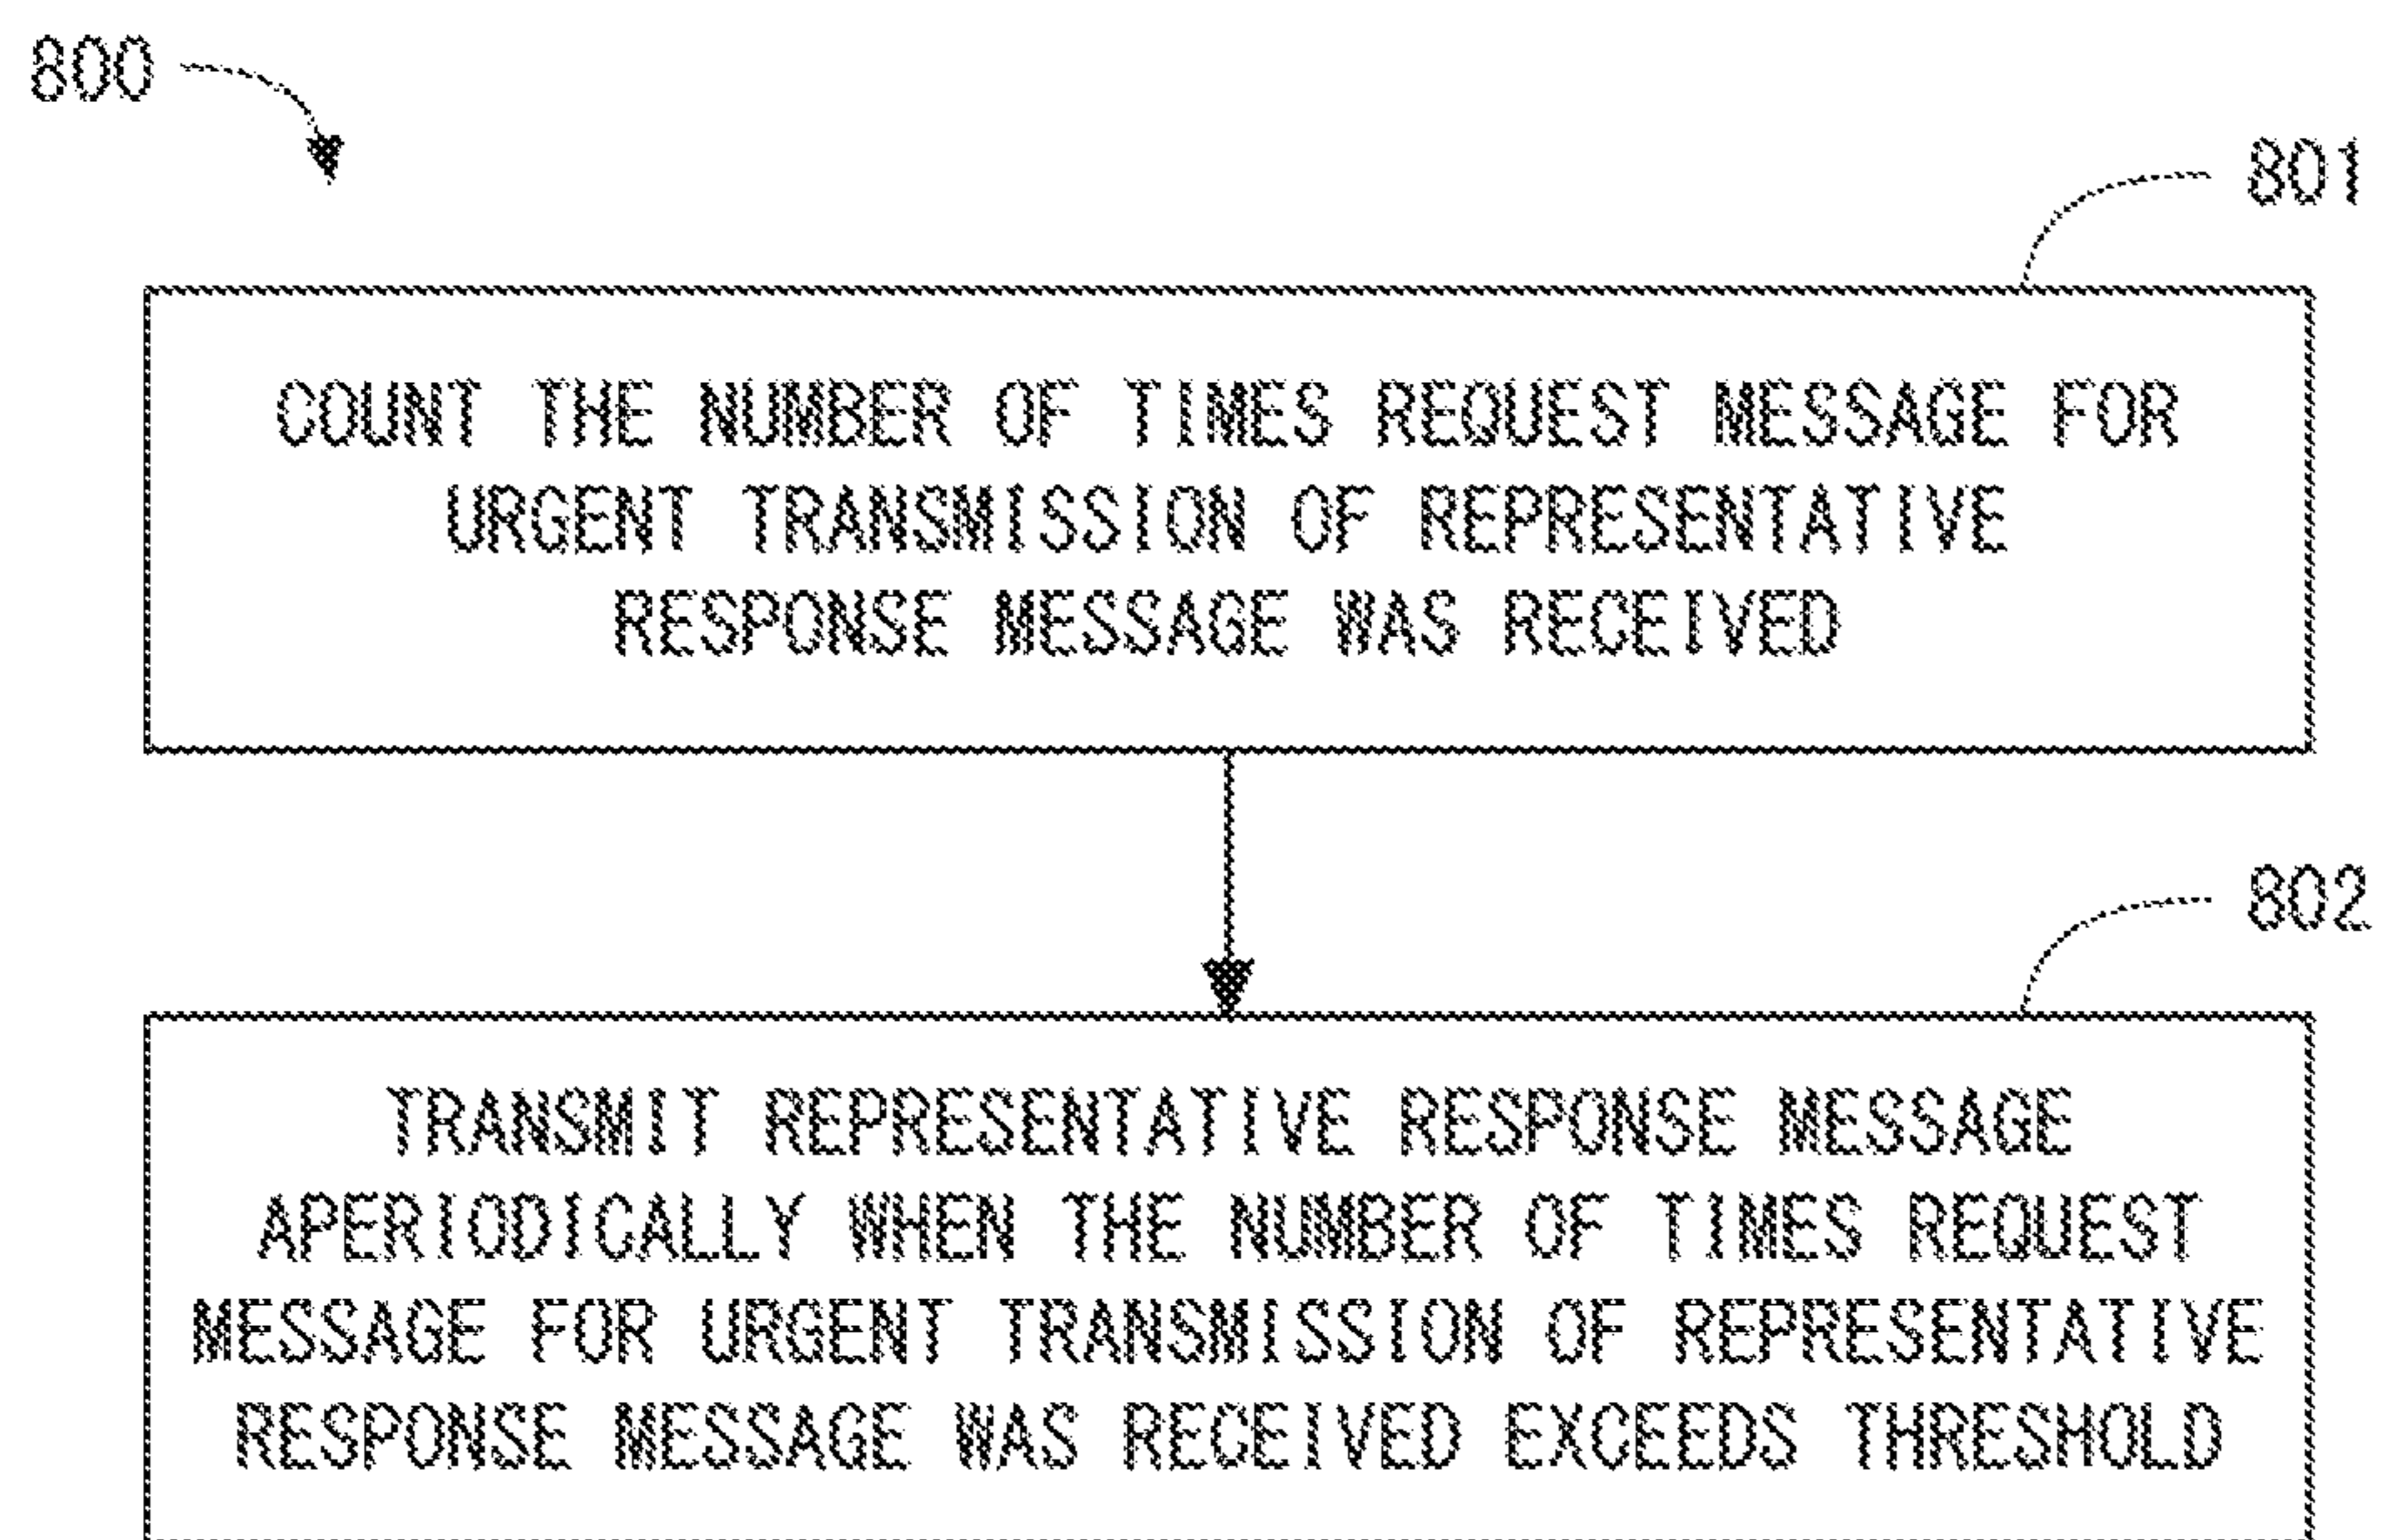 800
801
COUNT THE NUMBER OF TIMES REQUEST MESSAGE FOR
URGENT TRANSMISSION OF REPRESENTATIVE
RESPONSE MESSAGE WAS RECEIVED
802
TRANSMIT REPRESENTATIVE RESPONSE MESSAGE
APERIODICALLY WHEN THE NUMBER OF TIMES REQUEST
MESSAGE FOR URGENT TRANSMISSION OF REPRESENTATIVE
RESPONSE MESSAGE WAS RECEIVED EXCEEDS THRESHOLD